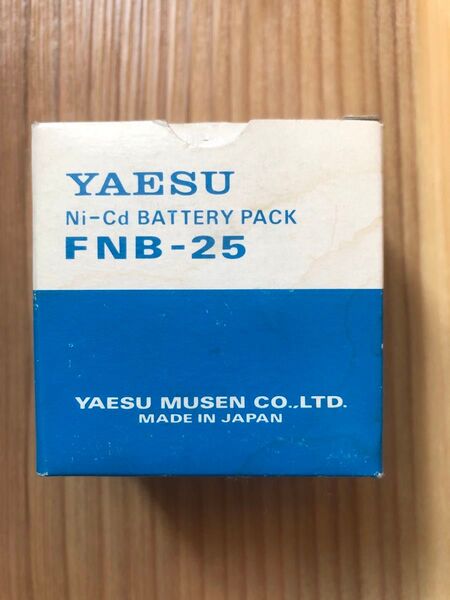 YAESU
Ni-Cd BATTERY PACK
FNB-25
YAESU MUSEN CO.,LTD.
MADE IN JAPAN